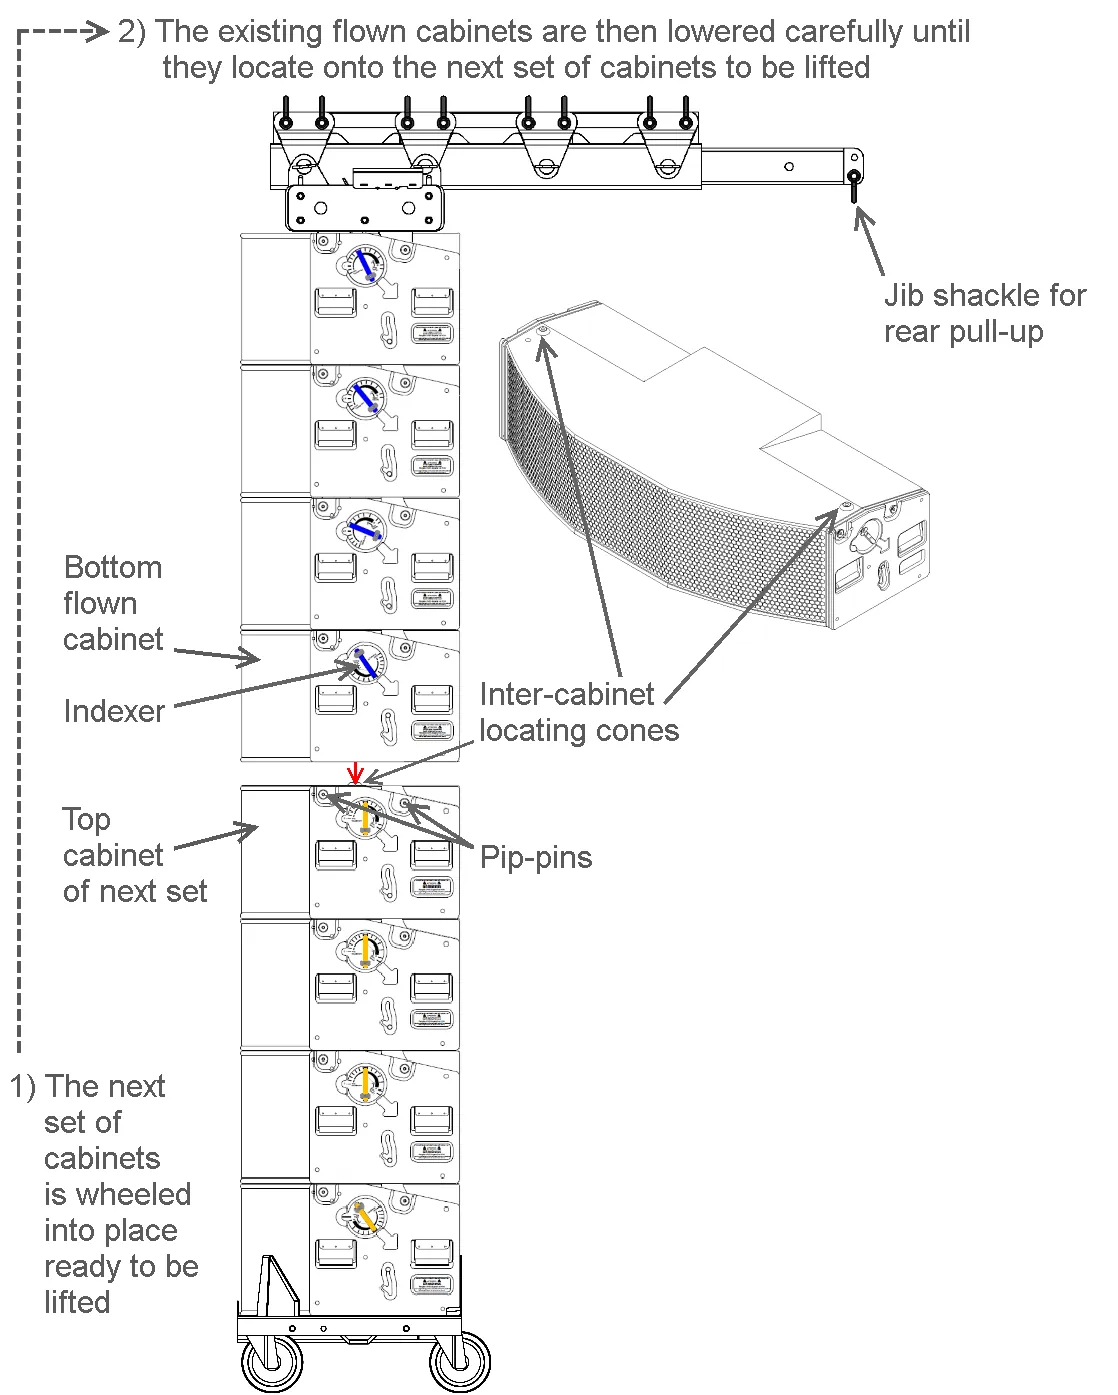 2) The existing flown cabinets are then lowered carefully until
they locate onto the next set of cabinets to be lifted
Jib shackle for
rear pull-up
Bottom
flown
cabinet
Indexer
Inter-cabinet
locating cones
Top
cabinet
of next set
Pip-pins
1) The next
set of
cabinets
is wheeled
into place
ready to be
lifted